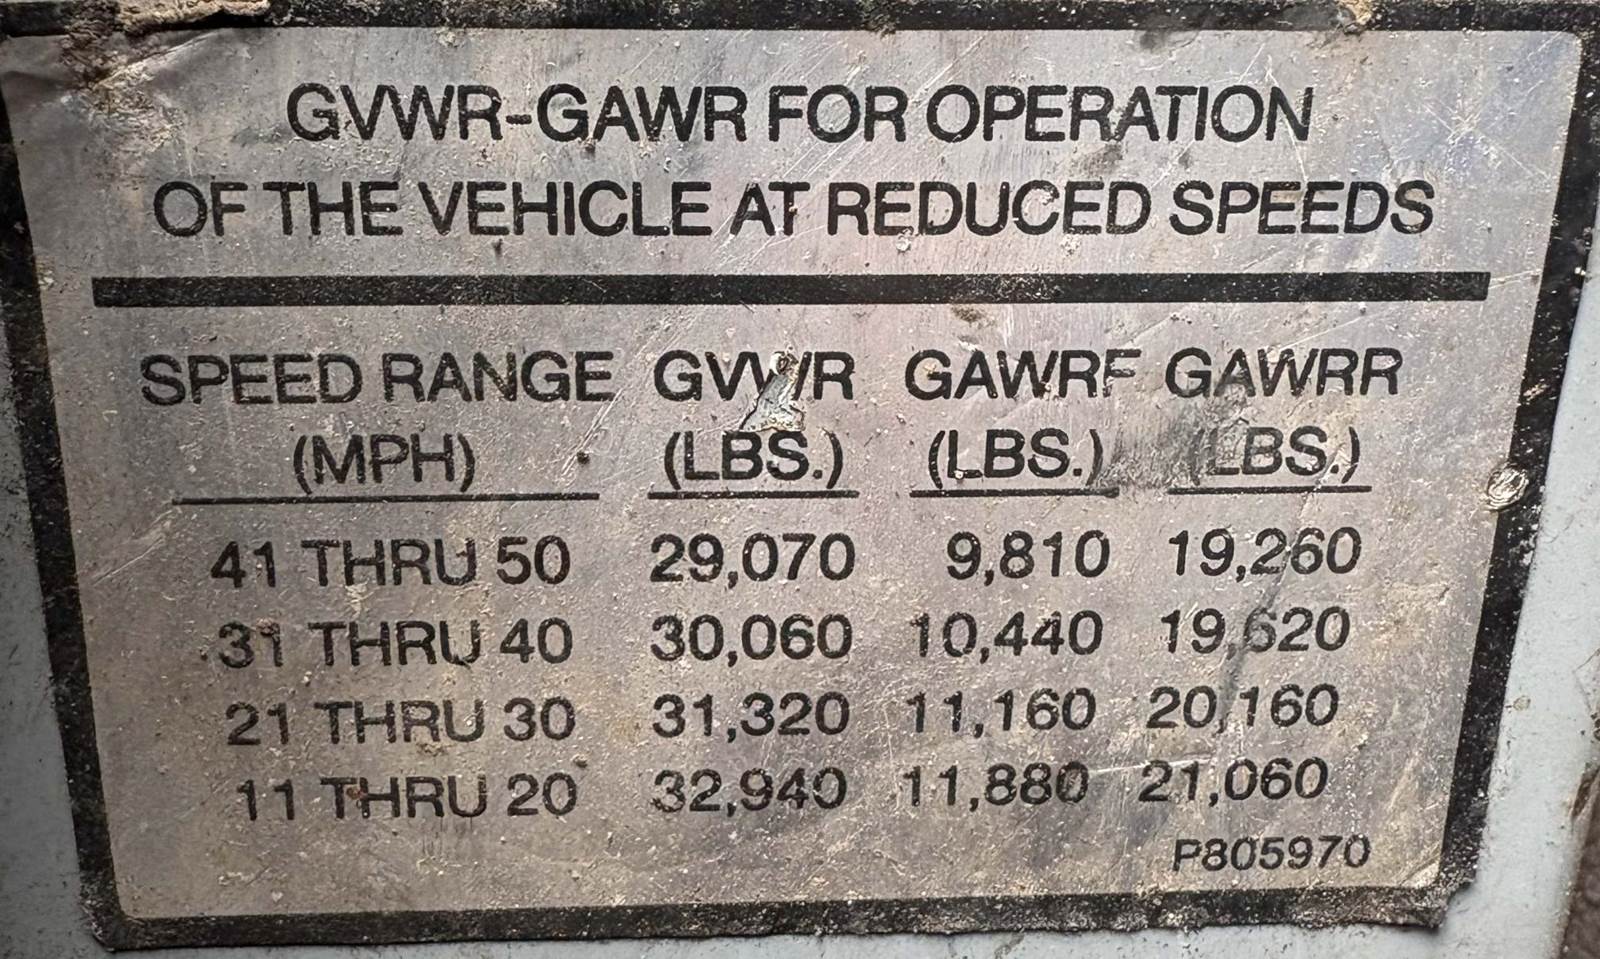 GVWR-GAWR FOR OPERATION
OF THE VEHICLE AT REDUCED SPEEDS
SPEED RANGE GVWR GAWRF GAWRR
(MPH) (LBS.) (LBS.) (LBS.)
41 THRU 50 29,070 9,810 19,260
31 THRU 40 30,060 10,440 19,620
21 THRU 30 31,320 11,160 20,160
11 THRU 20 32,940 11,880 21,060
P805970